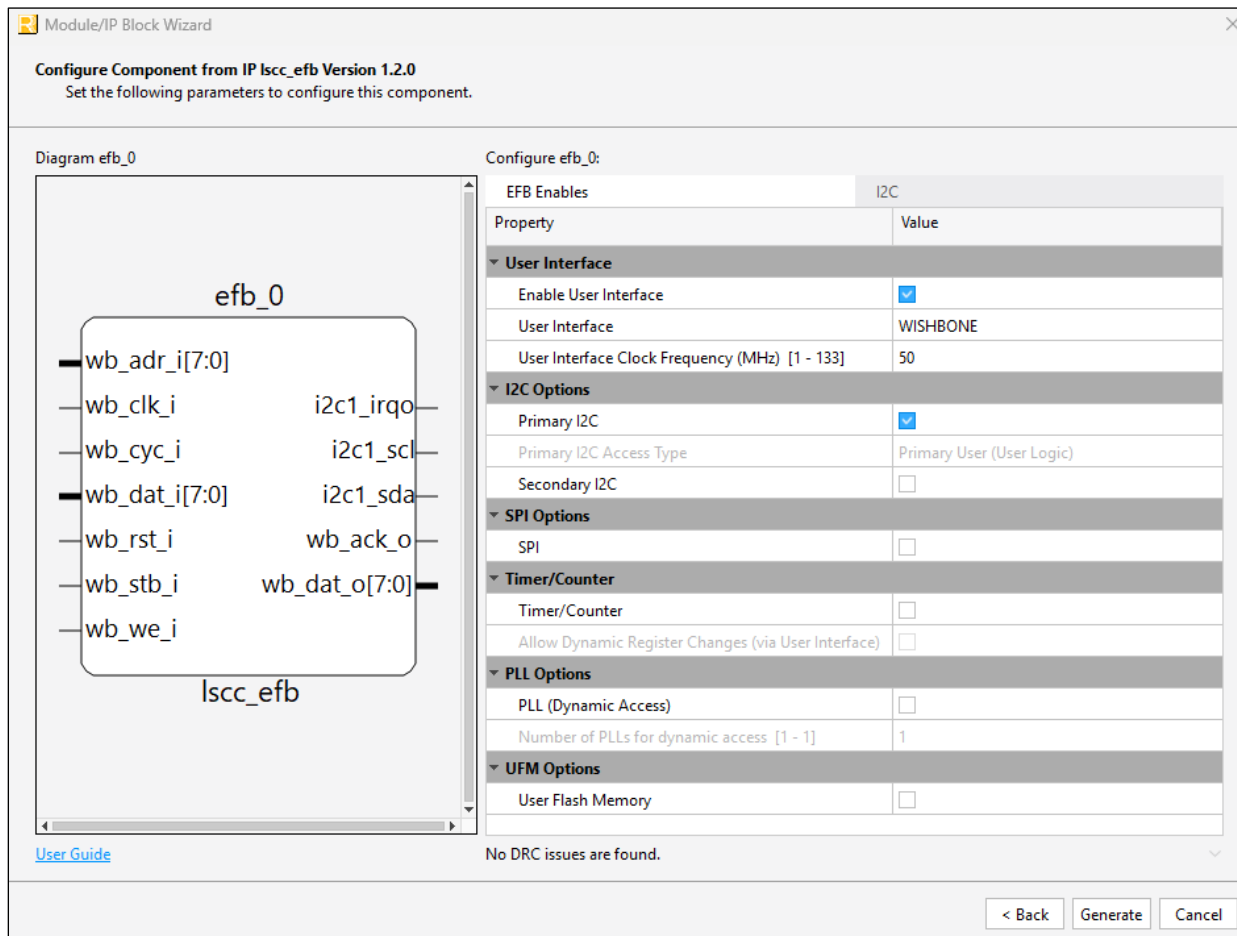 Module/IP Block Wizard
Configure Component from IP lscc_efb Version 1.2.0
Set the following parameters to configure this component.
Diagram efb_0
efb_0
wb_adr_i[7:0]
wb_clk_i
i2c1_irqo
wb_cyc_i
i2c1_scl
wb_dat_i[7:0]
i2c1_sda
wb_rst_i
wb_ack_o
wb_stb_i
wb_dat_o[7:0]
wb_we_i
lscc_efb
User Guide
Configure efb_0:
EFB Enables I2C
Property Value
User Interface
Enable User Interface
User Interface WISHBONE
User Interface Clock Frequency (MHz) [1 - 133] 50
I2C Options
Primary I2C
Primary I2C Access Type Primary User (User Logic)
Secondary I2C
SPI Options
SPI
Timer/Counter
Timer/Counter
Allow Dynamic Register Changes (via User Interface)
PLL Options
PLL (Dynamic Access)
Number of PLLs for dynamic access [1 - 1] 1
UFM Options
User Flash Memory
No DRC issues are found.
< Back Generate Cancel